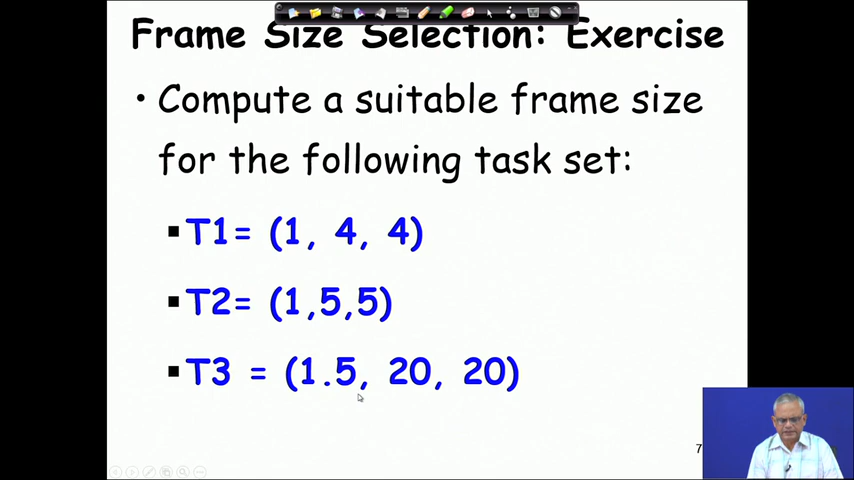 Frame Size Selection: Exercise
• Compute a suitable frame size
for the following task set:
▪T1= (1, 4, 4)
▪T2= (1,5,5)
▪T3 = (1.5, 20, 20)
7